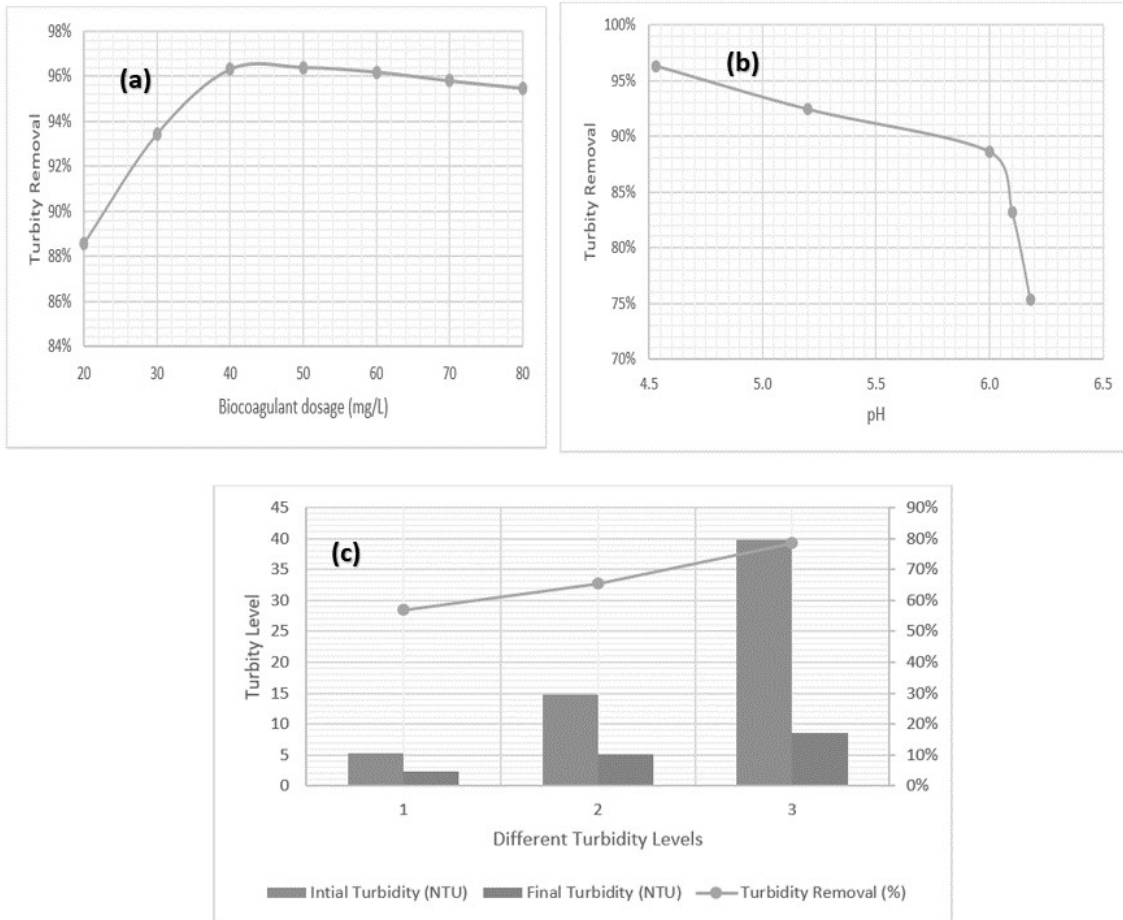 98%
(a)
96%
94%
92%
90%
88%
86%
84%
Turbity Removal
20 30 40 50 60 70 80
Biocoagulant dosage (mg/L)
100%
(b)
95%
90%
85%
80%
75%
70%
Turbity Removal
4.5 5.0 5.5 6.0 6.5
pH
45 90%
(c)
40 80%
35 70%
30 60%
25 50%
20 40%
15 30%
10 20%
5 10%
0 0%
Turbity Level
1 2 3
Different Turbidity Levels
Intial Turbidity (NTU) Final Turbidity (NTU) Turbidity Removal (%)